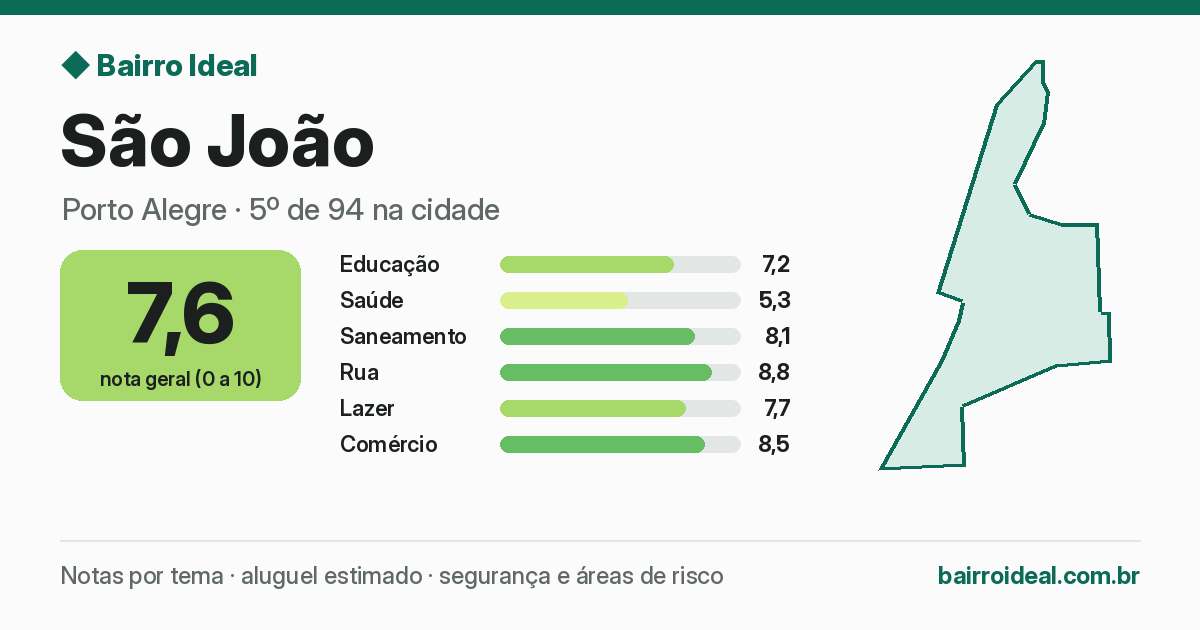 Bairro Ideal
São João
Porto Alegre · 5º de 94 na cidade
7,6
nota geral (0 a 10)
Educação 7,2
Saúde 5,3
Saneamento 8,1
Rua 8,8
Lazer 7,7
Comércio 8,5
Notas por tema · aluguel estimado · segurança e áreas de risco
bairroideal.com.br